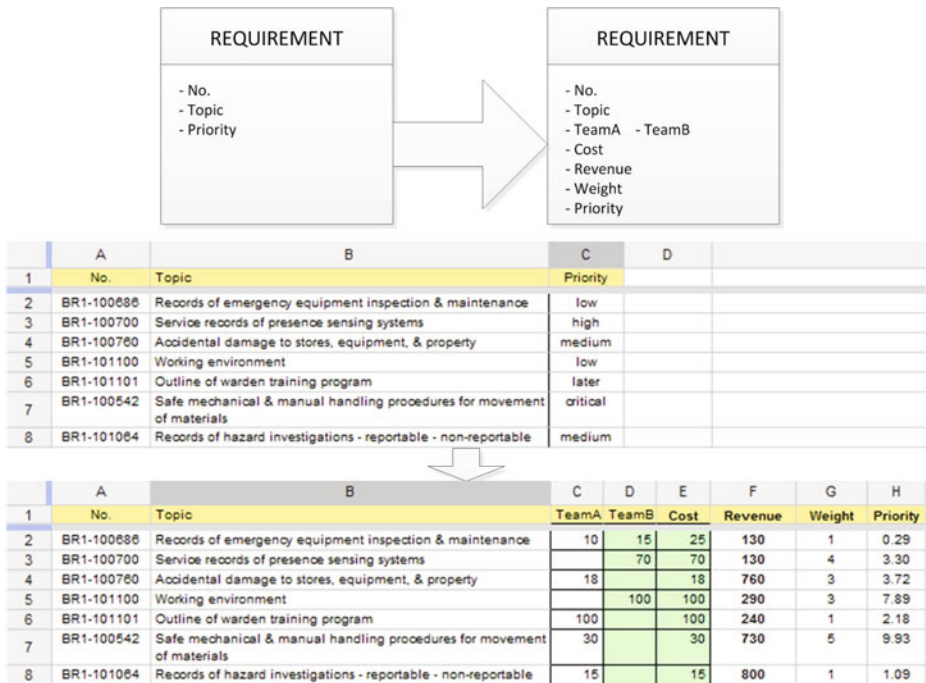 REQUIREMENT
- No.
- Topic
- Priority
REQUIREMENT
- No.
- Topic
- TeamA - TeamB
- Cost
- Revenue
- Weight
- Priority
A B C D
1 No. Topic Priority
2 BR1-100686 Records of emergency equipment inspection & maintenance low
3 BR1-100700 Service records of presence sensing systems high
4 BR1-100760 Accidental damage to stores, equipment, & property medium
5 BR1-101100 Working environment low
6 BR1-101101 Outline of warden training program later
7 BR1-100542 Safe mechanical & manual handling procedures for movement critical
of materials
8 BR1-101064 Records of hazard investigations - reportable - non-reportable medium
A B C D E F G H
1 No. Topic TeamA TeamB Cost Revenue Weight Priority
2 BR1-100686 Records of emergency equipment inspection & maintenance 10 15 25 130 1 0.29
3 BR1-100700 Service records of presence sensing systems 70 70 130 4 3.30
4 BR1-100760 Accidental damage to stores, equipment, & property 18 18 760 3 3.72
5 BR1-101100 Working environment 100 100 290 3 7.89
6 BR1-101101 Outline of warden training program 100 100 240 1 2.18
7 BR1-100542 Safe mechanical & manual handling procedures for movement 30 30 730 5 9.93
of materials
8 BR1-101064 Records of hazard investigations - reportable - non-reportable 15 15 800 1 1.09